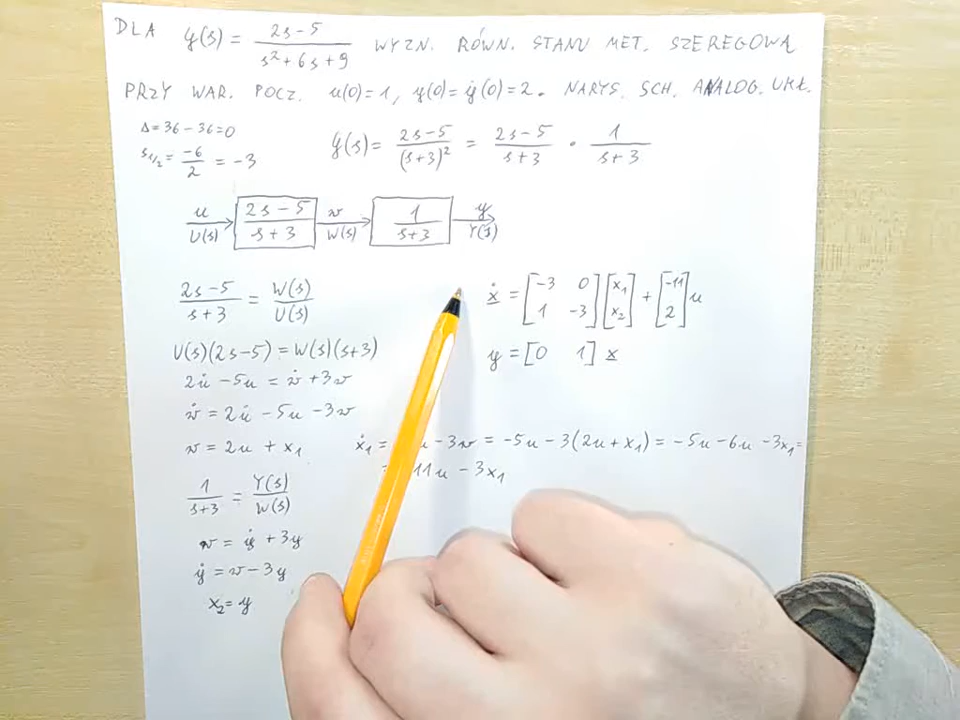 DLA G(s) = (2s-5)/(s²+6s+9) WYZN. RÓWN. STANU MET. SZEREGOWĄ
PRZY WAR. POCZ. u(0)=1, y(0)=ẏ(0)=2. NARYS. SCH. ANALOG. UKŁ.
Δ=36-36=0
s1/2 = -6/2 = -3
G(s) = (2s-5)/(s+3)² = (2s-5)/(s+3) · 1/(s+3)
u U(s) (2s-5)/(s+3) w W(s) 1/(s+3) y Y(s)
(2s-5)/(s+3) = W(s)/U(s)
U(s)(2s-5) = W(s)(s+3)
2u̇ -5u = ẇ +3w
ẇ = 2u̇ - 5u - 3w
w = 2u + x₁
1/(s+3) = Y(s)/W(s)
w = ẏ + 3y
ẏ = w - 3y
x₂ = y
ẋ = [-3 0; 1 -3] [x₁; x₂] + [-11; 2] u
y = [0 1] x
ẋ₁ = u - 3w = -5u - 3(2u + x₁) = -5u - 6u - 3x₁ =
= 11u - 3x₁